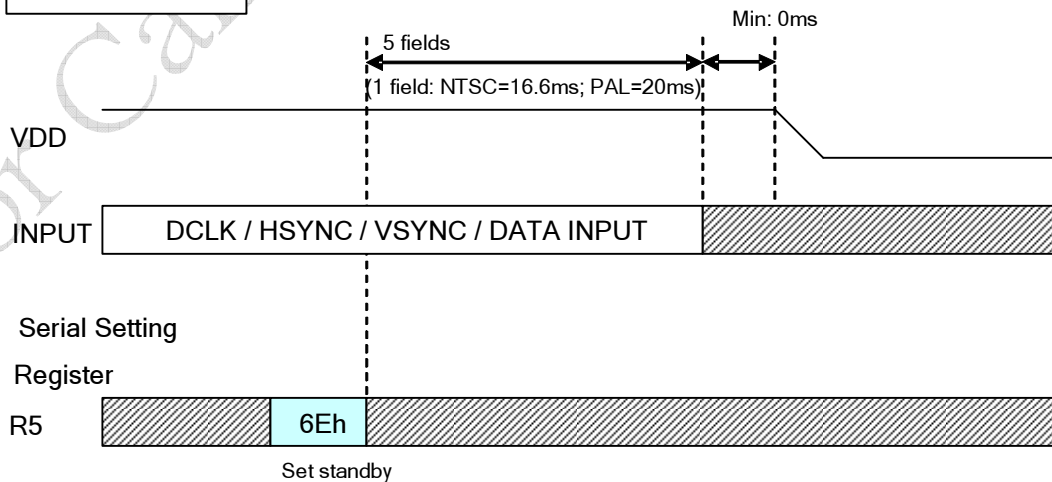 Min: 0ms
5 fields
(1 field: NTSC=16.6ms; PAL=20ms)
VDD
INPUT
DCLK / HSYNC / VSYNC / DATA INPUT
Serial Setting
Register
R5
6Eh
Set standby